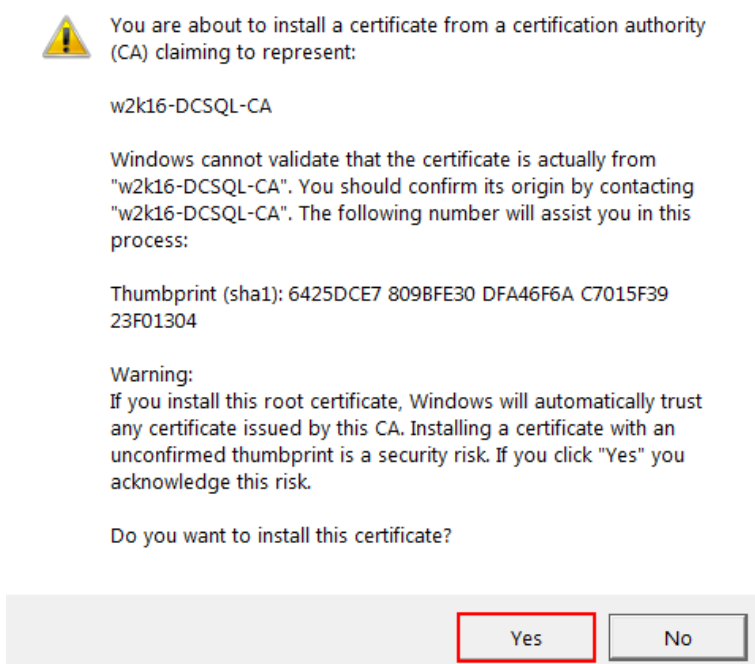 You are about to install a certificate from a certification authority
(CA) claiming to represent:
w2k16-DCSQL-CA
Windows cannot validate that the certificate is actually from
"w2k16-DCSQL-CA". You should confirm its origin by contacting
"w2k16-DCSQL-CA". The following number will assist you in this
process:
Thumbprint (sha1): 6425DCE7 809BFE30 DFA46F6A C7015F39
23F01304
Warning:
If you install this root certificate, Windows will automatically trust
any certificate issued by this CA. Installing a certificate with an
unconfirmed thumbprint is a security risk. If you click "Yes" you
acknowledge this risk.
Do you want to install this certificate?
Yes No